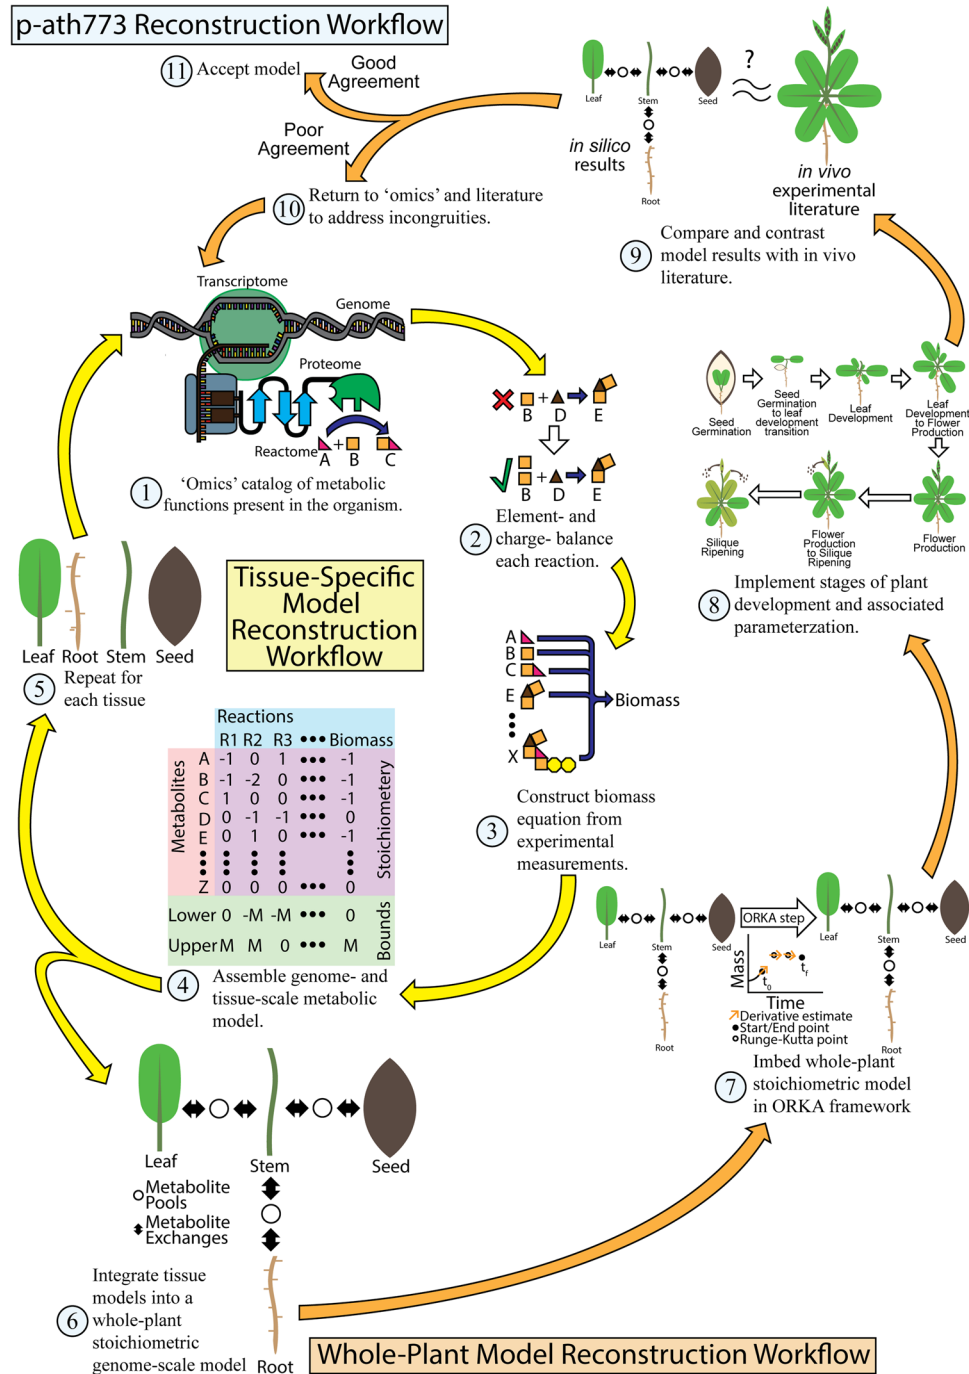 p-ath773 Reconstruction Workflow
11 Accept model
Good
Agreement
Poor
Agreement
Leaf
Stem
Seed
Root
in silico
results
?
in vivo
experimental
literature
10 Return to ‘omics’ and literature
to address incongruities.
9 Compare and contrast
model results with in vivo
literature.
Transcriptome
Genome
Proteome
Reactome
A + B C
1 ‘Omics’ catalog of metabolic
functions present in the organism.
B + D E
B + D E
2 Element- and
charge- balance
each reaction.
Seed
Germination
Seed
Germination
to leaf
development
transition
Leaf
Development
Leaf
Development
to Flower
Production
Silique
Ripening
Flower
Production
to Silique
Ripening
Flower
Production
8 Implement stages of plant
development and associated
parameterzation.
Leaf Root Stem Seed
5 Repeat for
each tissue
Tissue-Specific
Model
Reconstruction
Workflow
A
B
C
E
X
Biomass
3 Construct biomass
equation from
experimental
measurements.
Reactions
R1 R2 R3 ••• Biomass
Metabolites
Stoichiometery
A -1 0 1 ••• -1
B -1 -2 0 ••• -1
C 1 0 0 ••• -1
D 0 -1 -1 ••• 0
E 0 1 0 ••• -1
Z 0 0 0 ••• 0
Bounds
Lower 0 -M -M ••• 0
Upper M M 0 ••• M
4 Assemble genome- and
tissue-scale metabolic
model.
Leaf
Stem
Seed
Root
ORKA step
Mass
t0
tf
Time
Derivative estimate
Start/End point
Runge-Kutta point
Leaf
Stem
Seed
Root
7 Imbed whole-plant
stoichiometric model
in ORKA framework
Leaf
Stem
Seed
Metabolite
Pools
Metabolite
Exchanges
Root
6 Integrate tissue
models into a
whole-plant
stoichiometric
genome-scale model
Whole-Plant Model Reconstruction Workflow